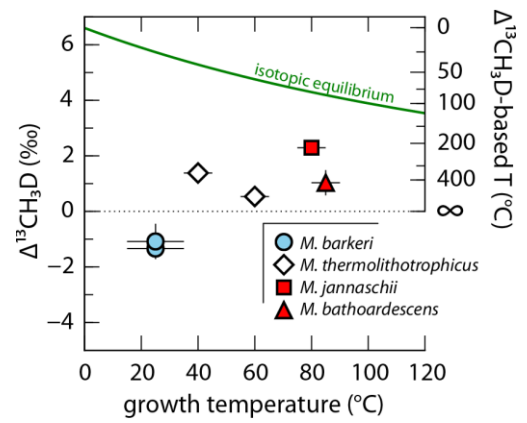 6
4
2
0
−2
−4
Δ¹³CH₃D (‰)
isotopic equilibrium
0
50
100
200
400
∞
Δ¹³CH₃D-based T (°C)
M. barkeri
M. thermolithotrophicus
M. jannaschii
M. bathoardescens
0 20 40 60 80 100 120
growth temperature (°C)